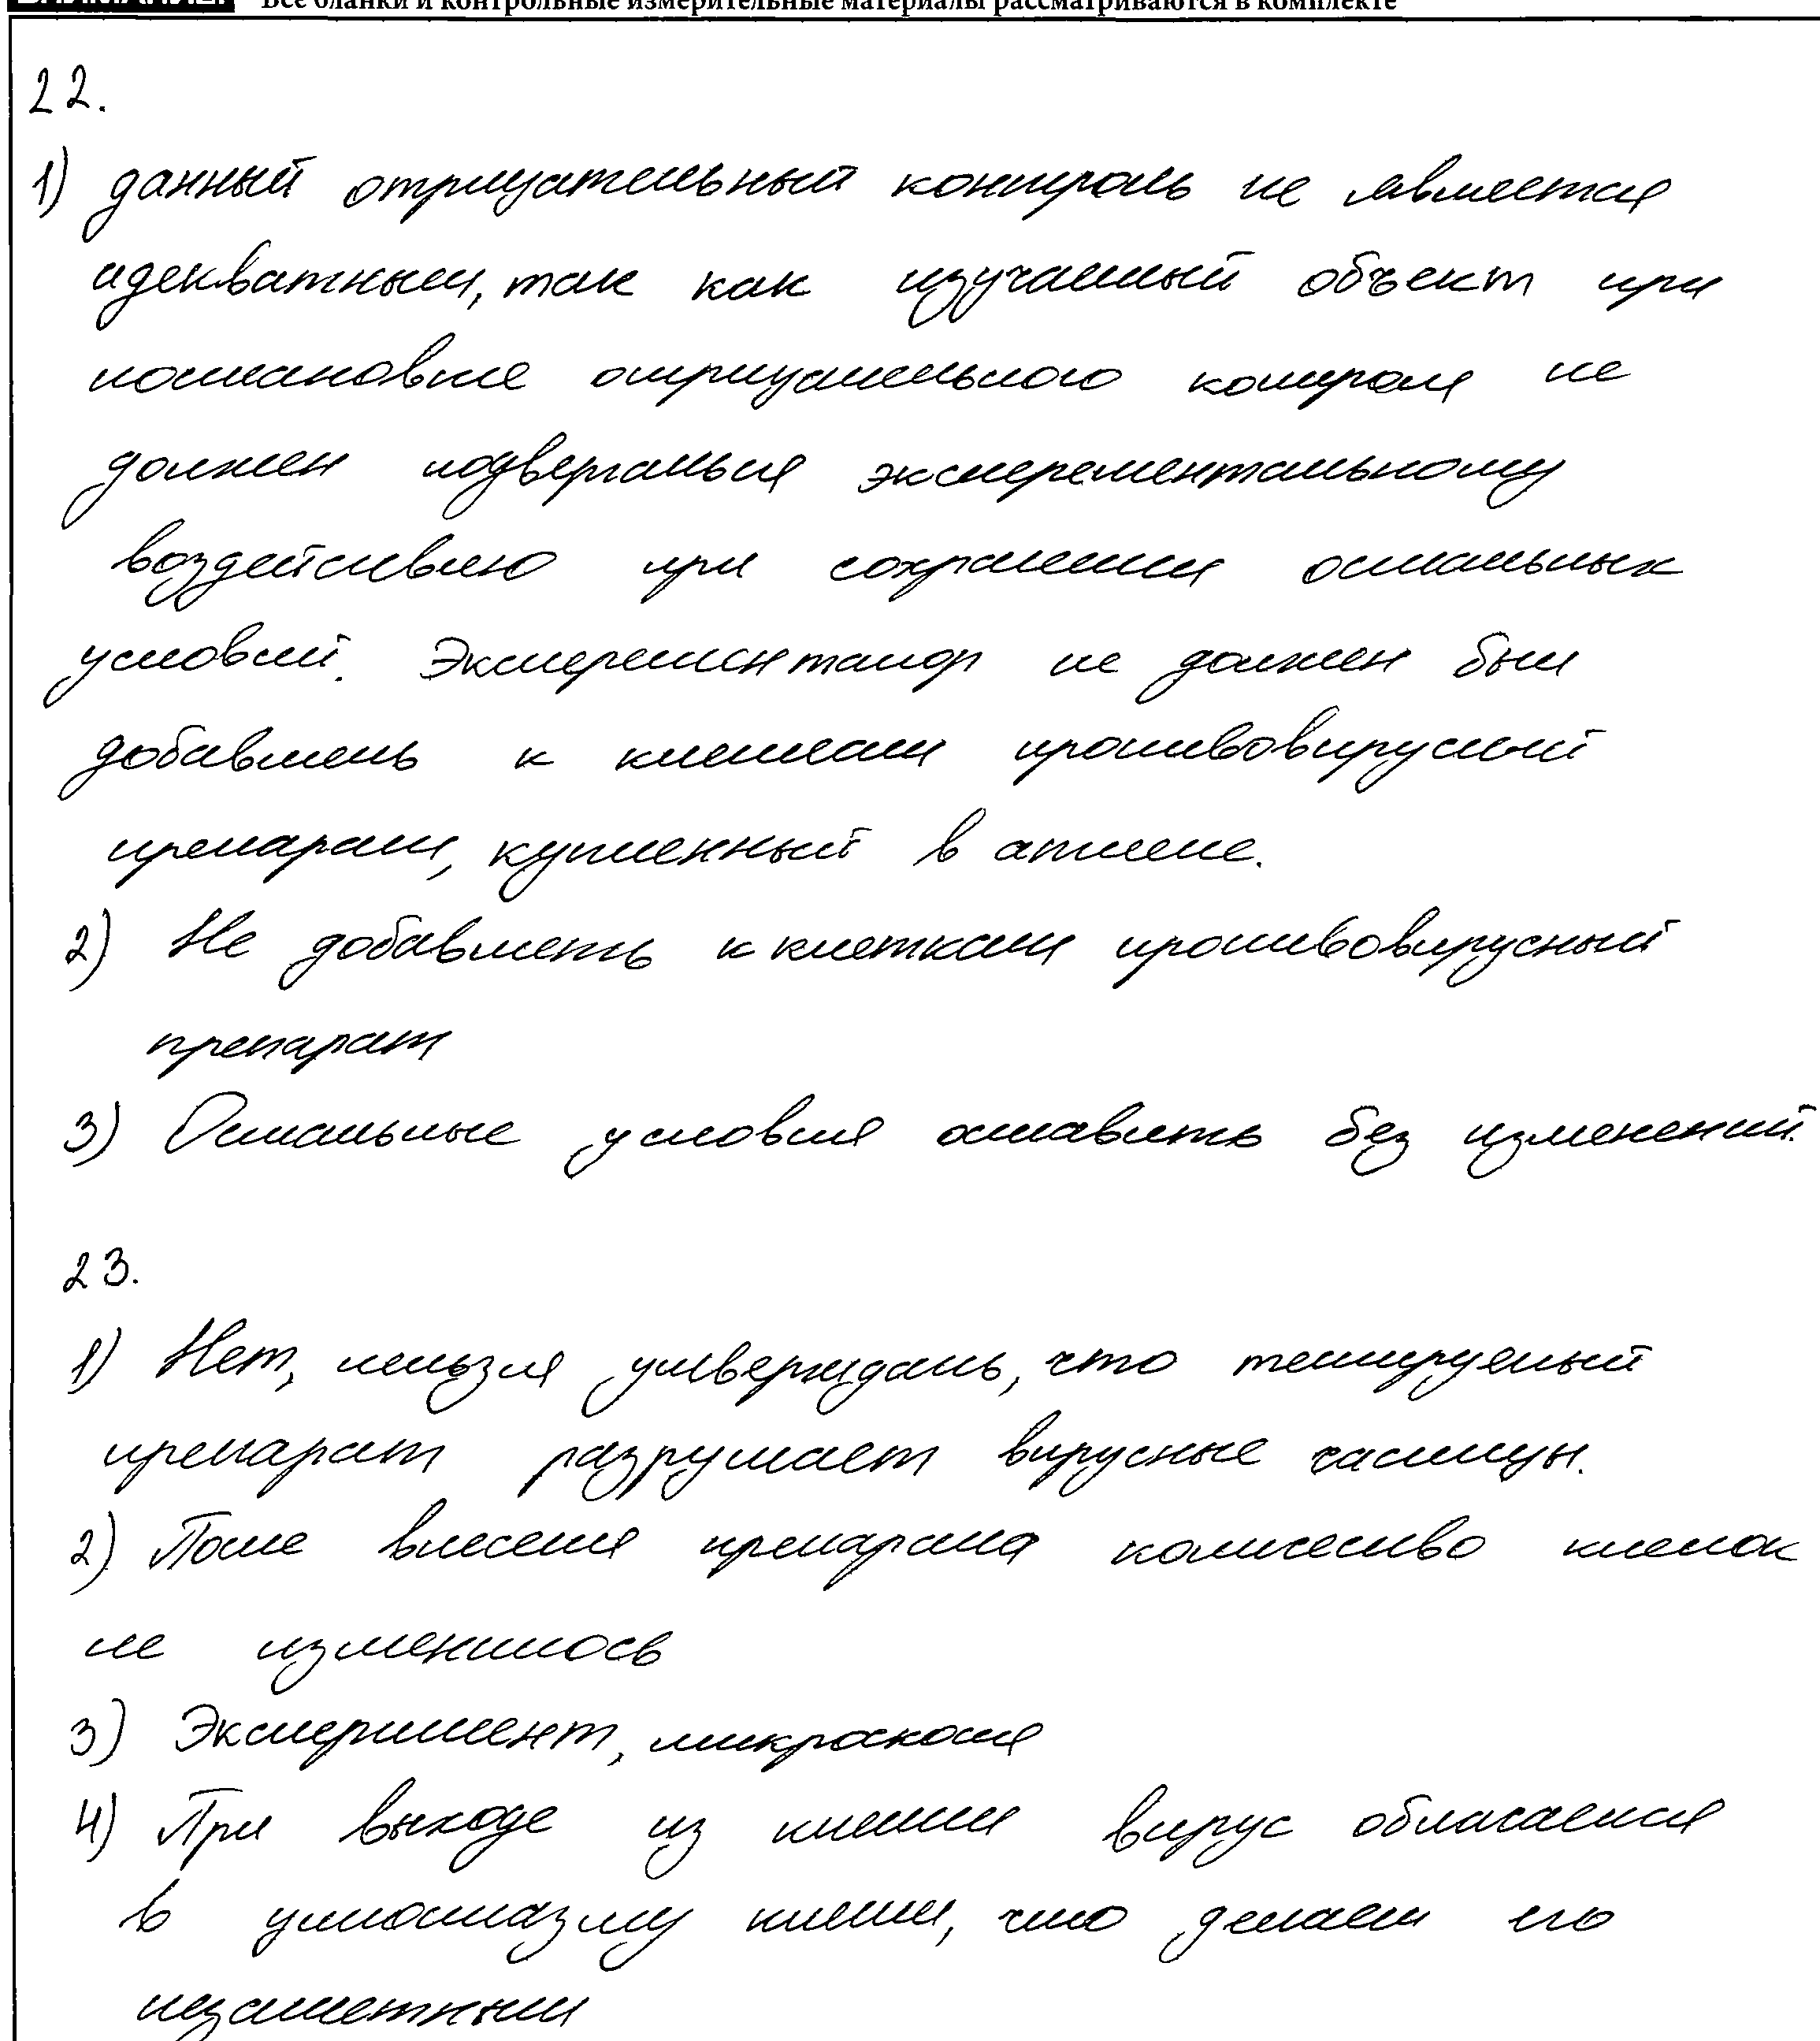 Все бланки и контрольные измерительные материалы рассматриваются в комплекте
22.
1) данный отрицательный контроль не является
адекватным, так как изучаемый объект при
постановке отрицательного контроля не
должен подвергаться эксперементальному
воздействию при сохранении остальных
условий. Экспериментатор не должен был
добавлять к клеткам противовирусный
препарат, купленный в аптеке.
2) Не добавлять к клеткам противовирусный
препарат
3) Остальные условия оставить без изменений.
23.
1) Нет, нельзя утверждать, что тестируемый
препарат разрушает вирусные частицы.
2) После внесения препарата количество клеток
не изменилось
3) Эксперимент, микроскопия
4) При выходе из клетки вирус облачается
в цитоплазму клетки, что делает его
незаметным